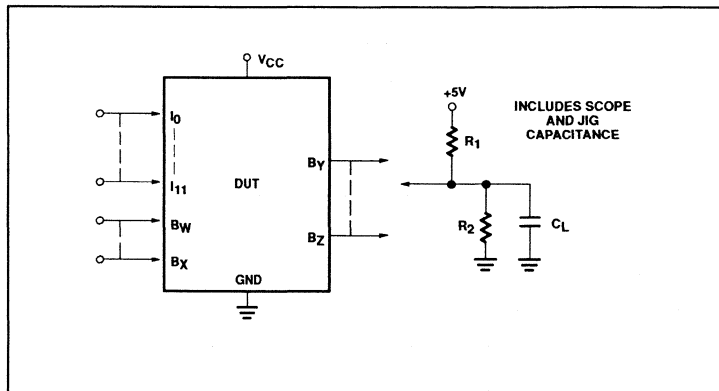 VCC
+5V
INCLUDES SCOPE
AND JIG
CAPACITANCE
I0
R1
BY
I11
DUT
BW
R2
CL
BZ
BX
GND